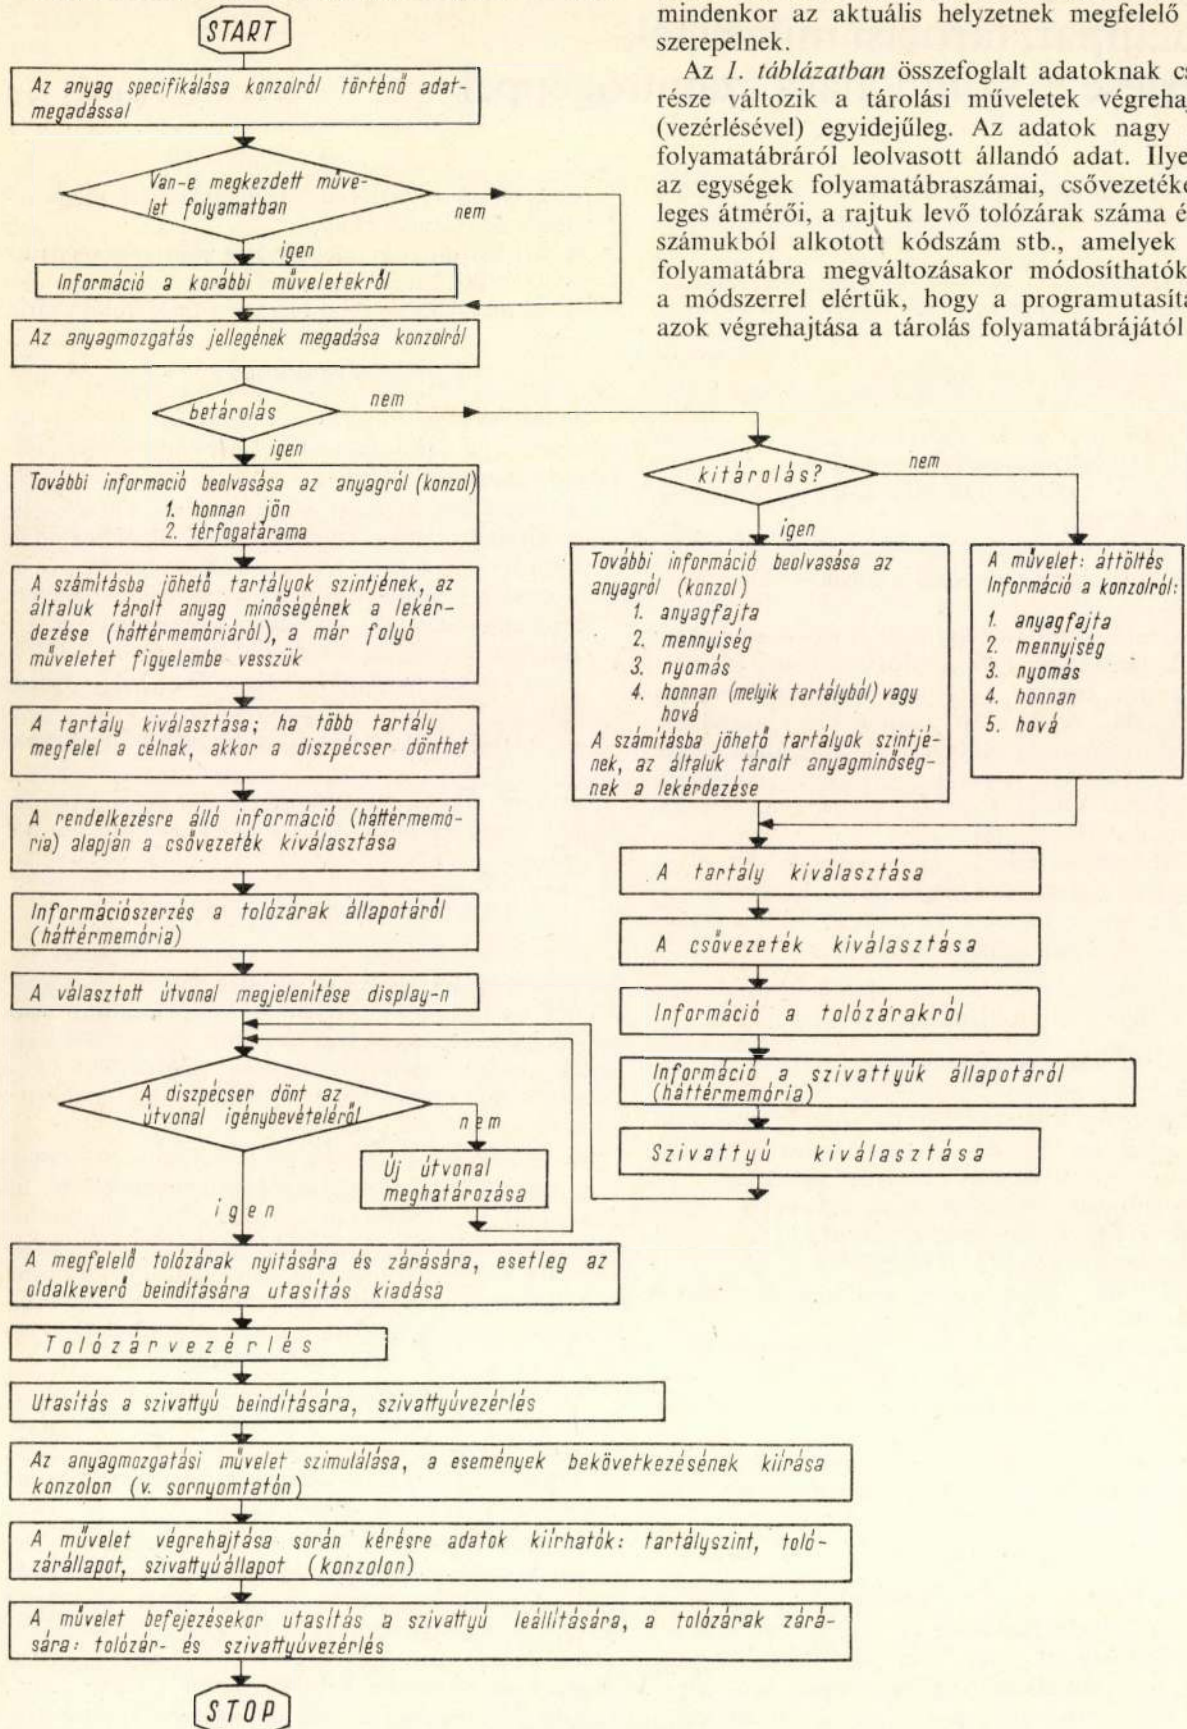 mindenkor az aktuális helyzetnek megfelelő
szerepelnek.
Az 1. táblázatban összefoglalt adatoknak
része változik a tárolási műveletek
(vezérlésével) egyidejűleg. Az adatok nagy
folyamatábráról leolvasott állandó adat.
az egységek folyamatábraszámai,
leges átmérői, a rajtuk levő tolózárak száma
számukból alkotott kódszám stb., amelyek
folyamatábra megváltozásakor módosíthatók
a módszerrel elértük, hogy a
azok végrehajtása a tárolás folyamatábrájától
START
Az anyag specifikálása konzolról történő adat-
megadással
Van-e megkezdett műve-
let folyamatban
nem
igen
Információ a korábbi műveletekről
Az anyagmozgatás jellegének megadása konzolról
betárolás
nem
igen
További informació beolvasása az anyagról (konzol)
1. honnan jön
2. térfogatárama
A számításba jöhető tartályok szintjének, az
általuk tárolt anyag minőségének a lekér-
dezése (háttérmemóriáról), a már folyó
műveletet figyelembe vesszük
A tartály kiválasztása; ha több tartály
megfelel a célnak, akkor a diszpécser dönthet
A rendelkezésre álló információ (háttérmemó-
ria) alapján a csővezeték kiválasztása
Információszerzés a tolózárak állapotáról
(háttérmemória)
A választott útvonal megjelenítése display-n
kitárolás?
nem
igen
További információ beolvasása az
anyagról (konzol)
1. anyagfajta
2. mennyiség
3. nyomás
4. honnan (melyik tartályból) vagy
hová
A számításba jöhető tartályok szintjé-
nek, az általuk tárolt anyagminőség-
nek a lekérdezése
A művelet: áttöltés
Információ a konzolról:
1. anyagfajta
2. mennyiség
3. nyomás
4. honnan
5. hová
A tartály kiválasztása
A csővezeték kiválasztása
Információ a tolózárakról
Információ a szivattyúk állapotáról
(háttérmemória)
Szivattyú kiválasztása
A diszpécser dönt az
útvonal igénybevételéről
nem
Új útvonal
meghatározása
igen
A megfelelő tolózárak nyitására és zárására, esetleg az
oldalkeverő beindítására utasítás kiadása
Tolózárvezérlés
Utasítás a szivattyú beindítására, szivattyúvezérlés
Az anyagmozgatási művelet szimulálása, a események bekövetkezésének kiírása
konzolon (v. sornyomtatón)
A művelet végrehajtása során kérésre adatok kiírhatók: tartályszint, toló-
zárállapot, szivattyúállapot (konzolon)
A művelet befejezésekor utasítás a szivattyú leállítására, a tolózárak zárá-
sára: tolózár- és szivattyúvezérlés
STOP